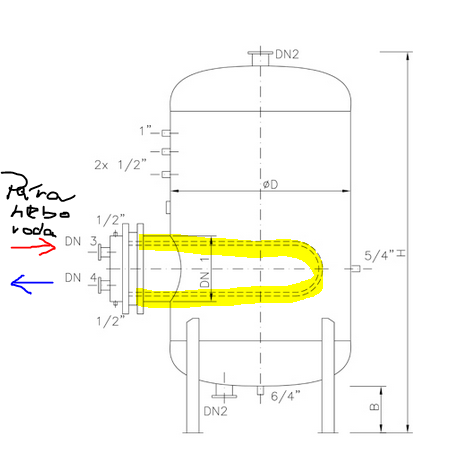 DN2
1"
2x 1/2"
øD
Pára
nebo
voda
1/2"
DN 3
DN 4
1/2"
DN 1
5/4"
H
6/4"
DN2
B